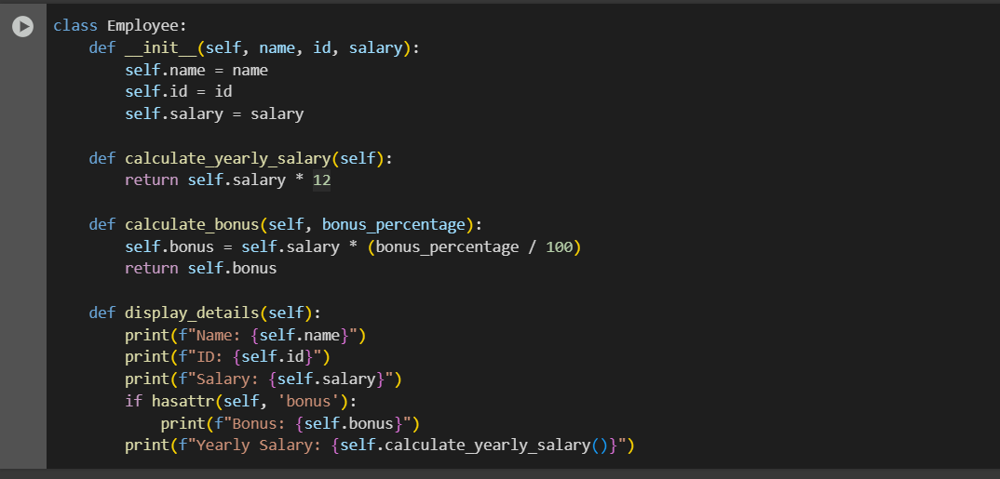 class Employee:
    def __init__(self, name, id, salary):
        self.name = name
        self.id = id
        self.salary = salary

    def calculate_yearly_salary(self):
        return self.salary * 12

    def calculate_bonus(self, bonus_percentage):
        self.bonus = self.salary * (bonus_percentage / 100)
        return self.bonus

    def display_details(self):
        print(f"Name: {self.name}")
        print(f"ID: {self.id}")
        print(f"Salary: {self.salary}")
        if hasattr(self, 'bonus'):
            print(f"Bonus: {self.bonus}")
        print(f"Yearly Salary: {self.calculate_yearly_salary()}")